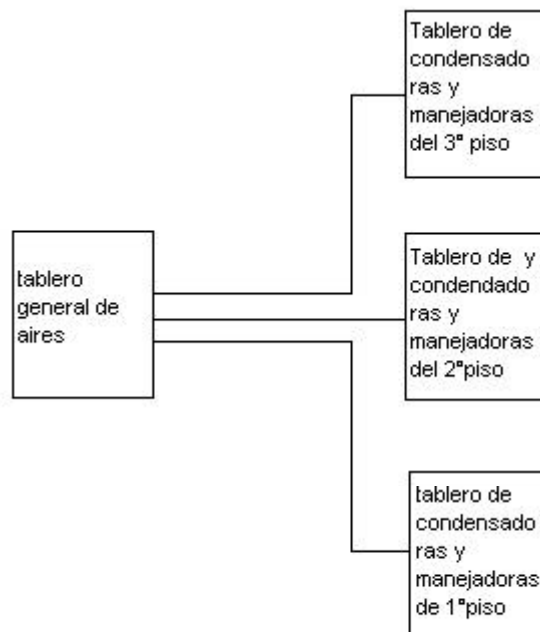 Tablero de
condensado
ras y
manejadoras
del 3° piso
tablero
general de
aires
Tablero de y
condendado
ras y
manejadoras
del 2°piso
tablero de
condensado
ras y
manejadoras
de 1°piso